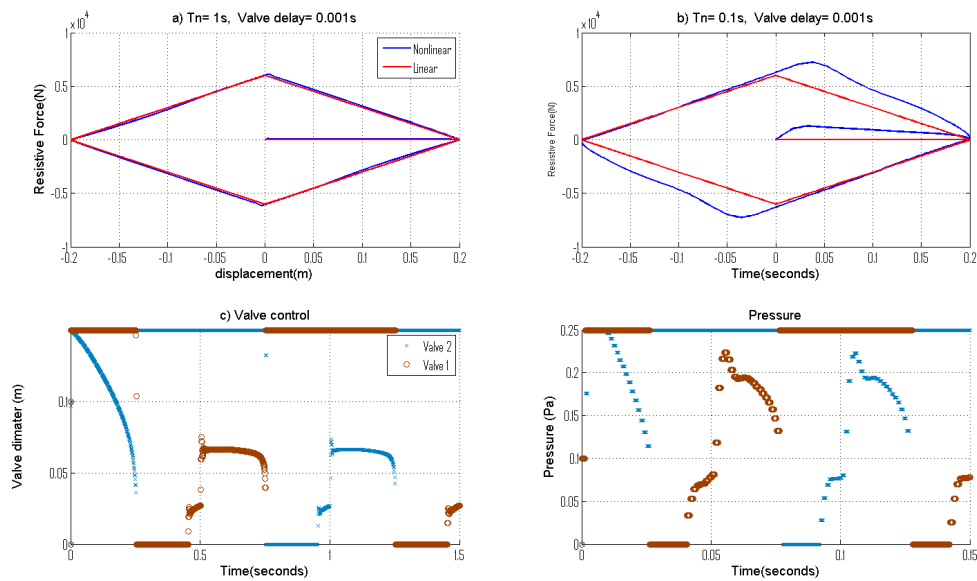 a) Tn= 1s, Valve delay= 0.001s
x 10^4
1
0.5
0
-0.5
-1
Resistive Force(N)
Nonlinear
Linear
-0.2 -0.15 -0.1 -0.05 0 0.05 0.1 0.15 0.2
displacement(m)
b) Tn= 0.1s, Valve delay= 0.001s
x 10^4
1
0.5
0
-0.5
-1
Resistive Force(N)
-0.2 -0.15 -0.1 -0.05 0 0.05 0.1 0.15 0.2
Time(seconds)
c) Valve control
0.1
0.05
0
Valve dimater (m)
Valve 2
Valve 1
0 0.5 1 1.5
Time(seconds)
Pressure
0.25
0.2
0.15
0.1
0.05
0
Pressure (Pa)
0 0.05 0.1 0.15
Time(seconds)